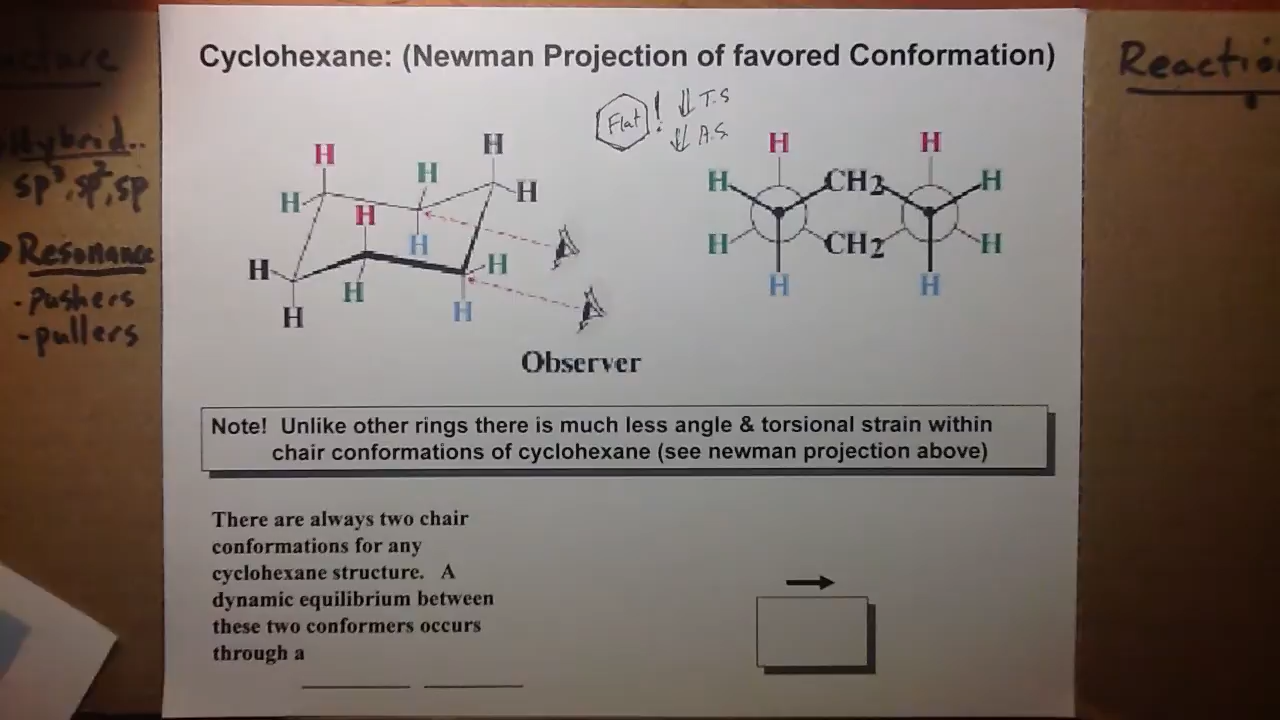 Cyclohexane: (Newman Projection of favored Conformation)
Flat ! ↓ T.S
↓ A.S.
H H H H H H H H H H H H
H H
H CH2 H
H CH2 H
H H
Observer
Note! Unlike other rings there is much less angle & torsional strain within
chair conformations of cyclohexane (see newman projection above)
There are always two chair
conformations for any
cyclohexane structure. A
dynamic equilibrium between
these two conformers occurs
through a
Hybrid..
sp³, sp², sp
Resonance
- pushers
- pullers